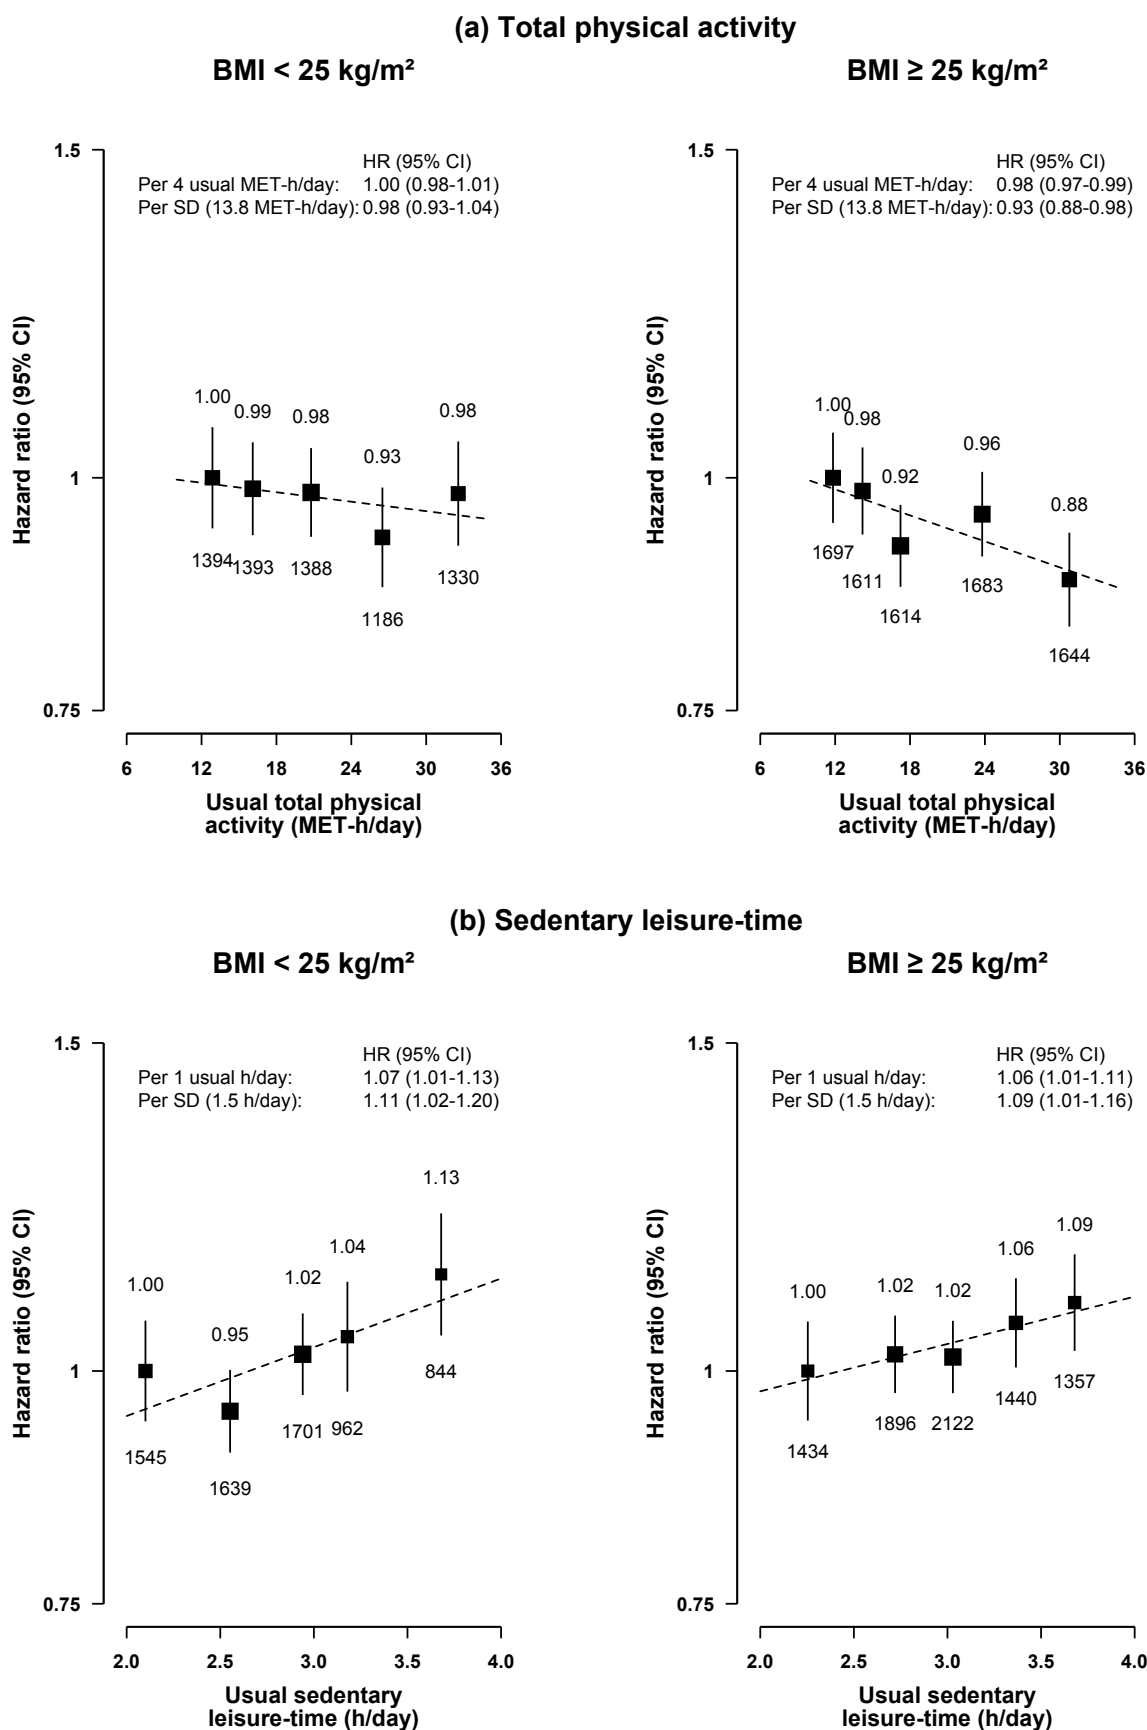 (a) Total physical activity
BMI < 25 kg/m²
BMI ≥ 25 kg/m²
Hazard ratio (95% CI)
1.5
1
0.75
HR (95% CI)
Per 4 usual MET-h/day: 1.00 (0.98-1.01)
Per SD (13.8 MET-h/day): 0.98 (0.93-1.04)
1.00
0.99
0.98
0.93
0.98
1394
1393
1388
1186
1330
6 12 18 24 30 36
Usual total physical
activity (MET-h/day)
Hazard ratio (95% CI)
1.5
1
0.75
HR (95% CI)
Per 4 usual MET-h/day: 0.98 (0.97-0.99)
Per SD (13.8 MET-h/day): 0.93 (0.88-0.98)
1.00
0.98
0.92
0.96
0.88
1697
1611
1614
1683
1644
6 12 18 24 30 36
Usual total physical
activity (MET-h/day)
(b) Sedentary leisure-time
BMI < 25 kg/m²
BMI ≥ 25 kg/m²
Hazard ratio (95% CI)
1.5
1
0.75
HR (95% CI)
Per 1 usual h/day: 1.07 (1.01-1.13)
Per SD (1.5 h/day): 1.11 (1.02-1.20)
1.00
0.95
1.02
1.04
1.13
1545
1639
1701
962
844
2.0 2.5 3.0 3.5 4.0
Usual sedentary
leisure-time (h/day)
Hazard ratio (95% CI)
1.5
1
0.75
HR (95% CI)
Per 1 usual h/day: 1.06 (1.01-1.11)
Per SD (1.5 h/day): 1.09 (1.01-1.16)
1.00
1.02
1.02
1.06
1.09
1434
1896
2122
1440
1357
2.0 2.5 3.0 3.5 4.0
Usual sedentary
leisure-time (h/day)